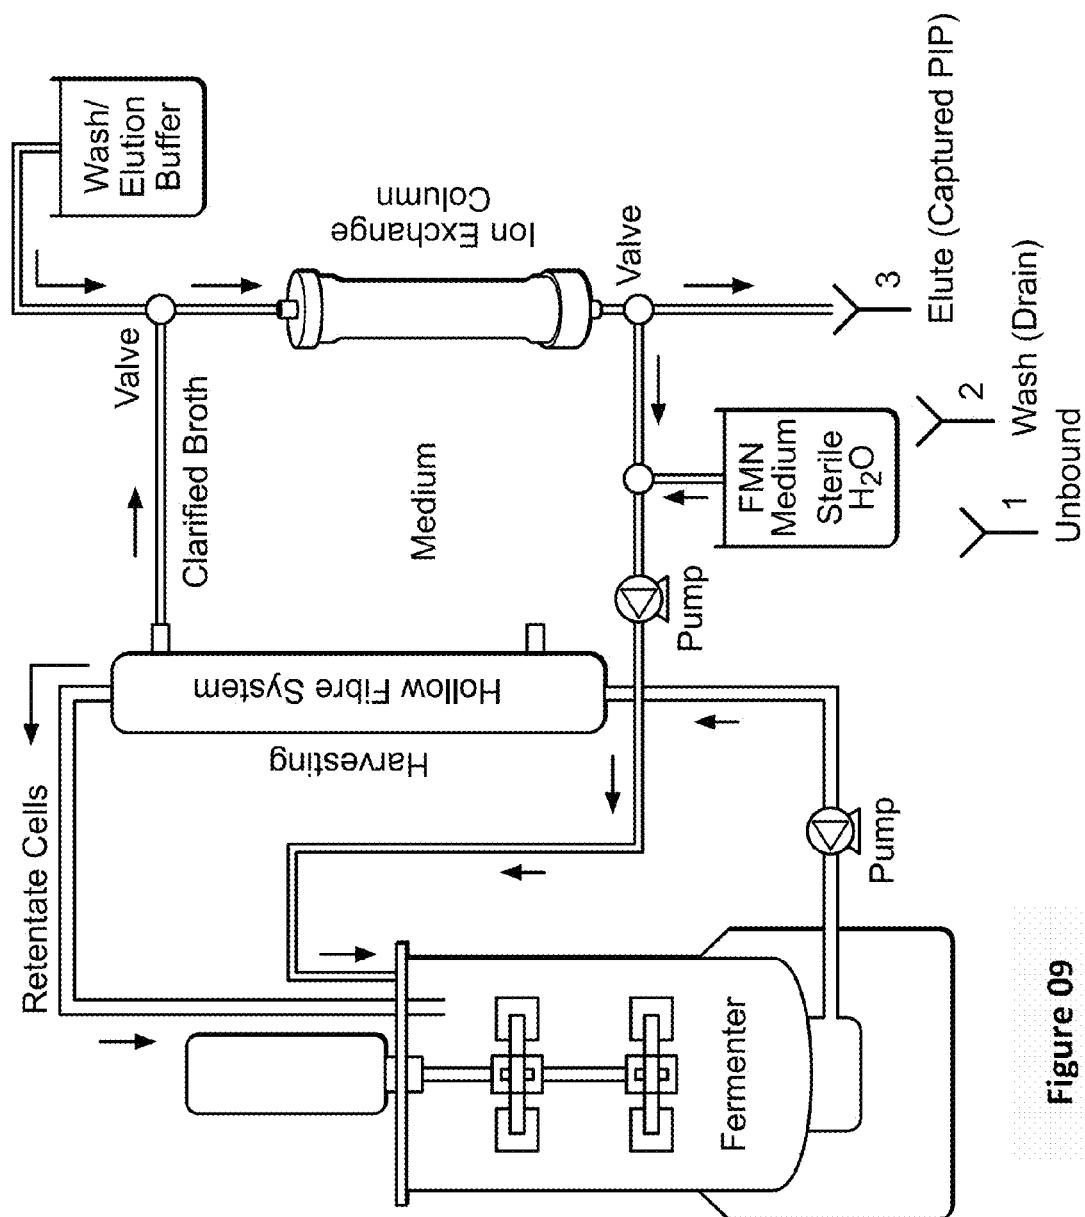 Retentate Cells
Harvesting
Hollow Fibre System
Clarified Broth
Valve
Wash/
Elution
Buffer
Ion Exchange
Column
Medium
Valve
Pump
FMN
Medium
Sterile
H₂O
Fermenter
Pump
1
Unbound
2
Wash (Drain)
3
Elute (Captured PIP)
Figure 09